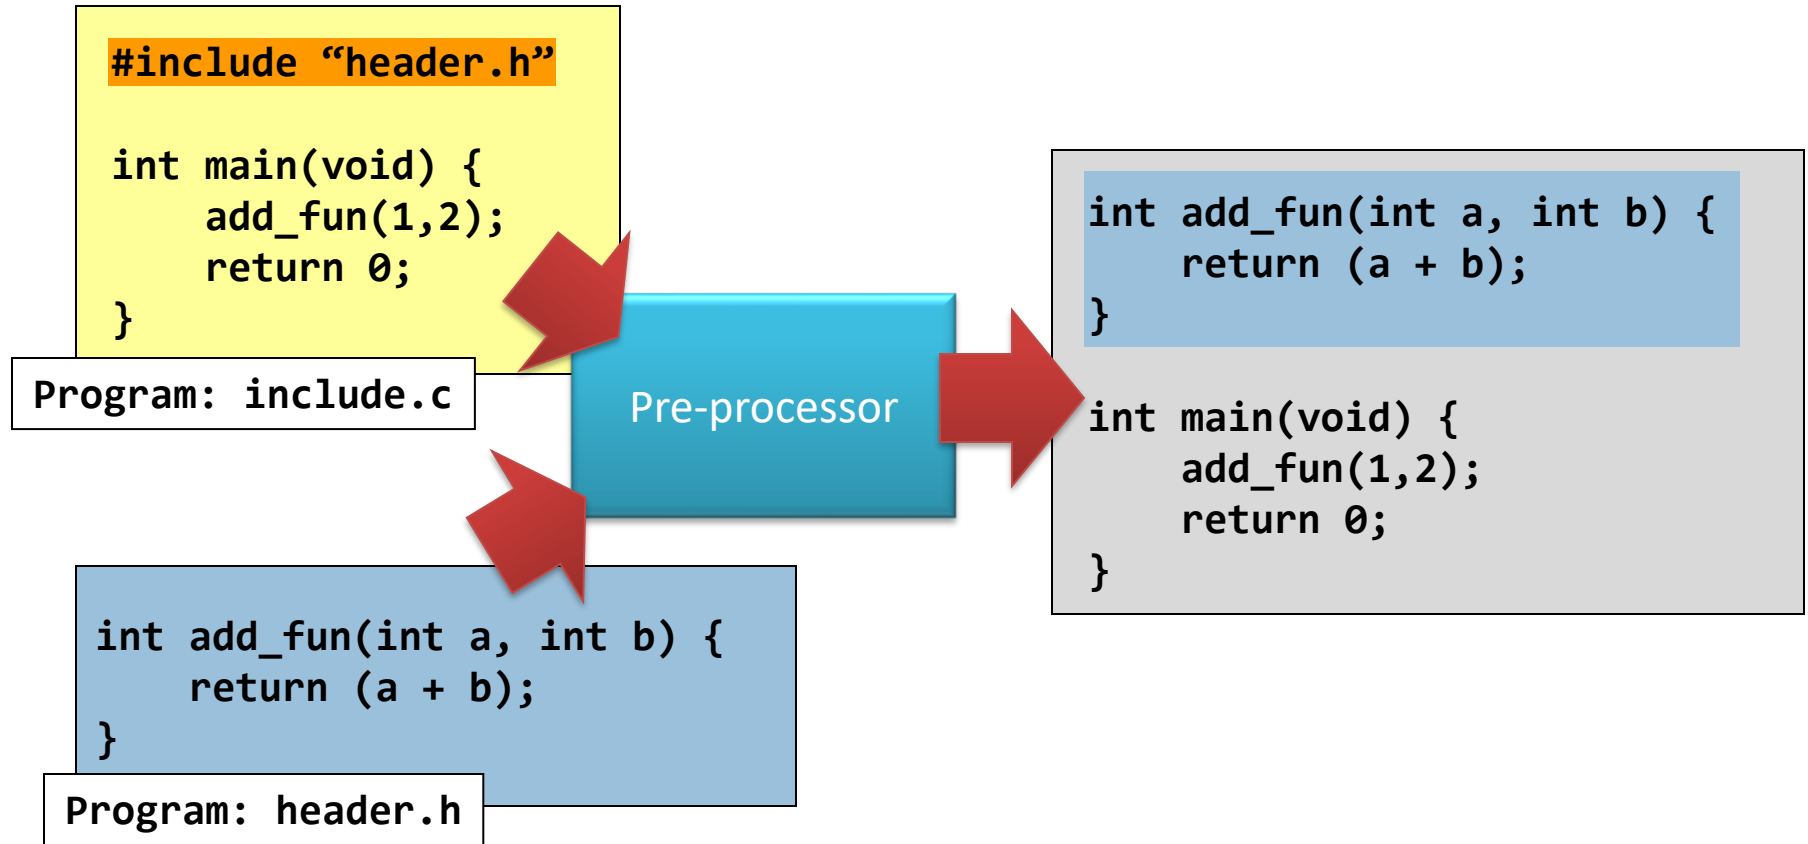 #include “header.h”
int main(void) {
    add_fun(1,2);
    return 0;
}
Program: include.c
Pre-processor
int add_fun(int a, int b) {
    return (a + b);
}
Program: header.h
int add_fun(int a, int b) {
    return (a + b);
}
int main(void) {
    add_fun(1,2);
    return 0;
}